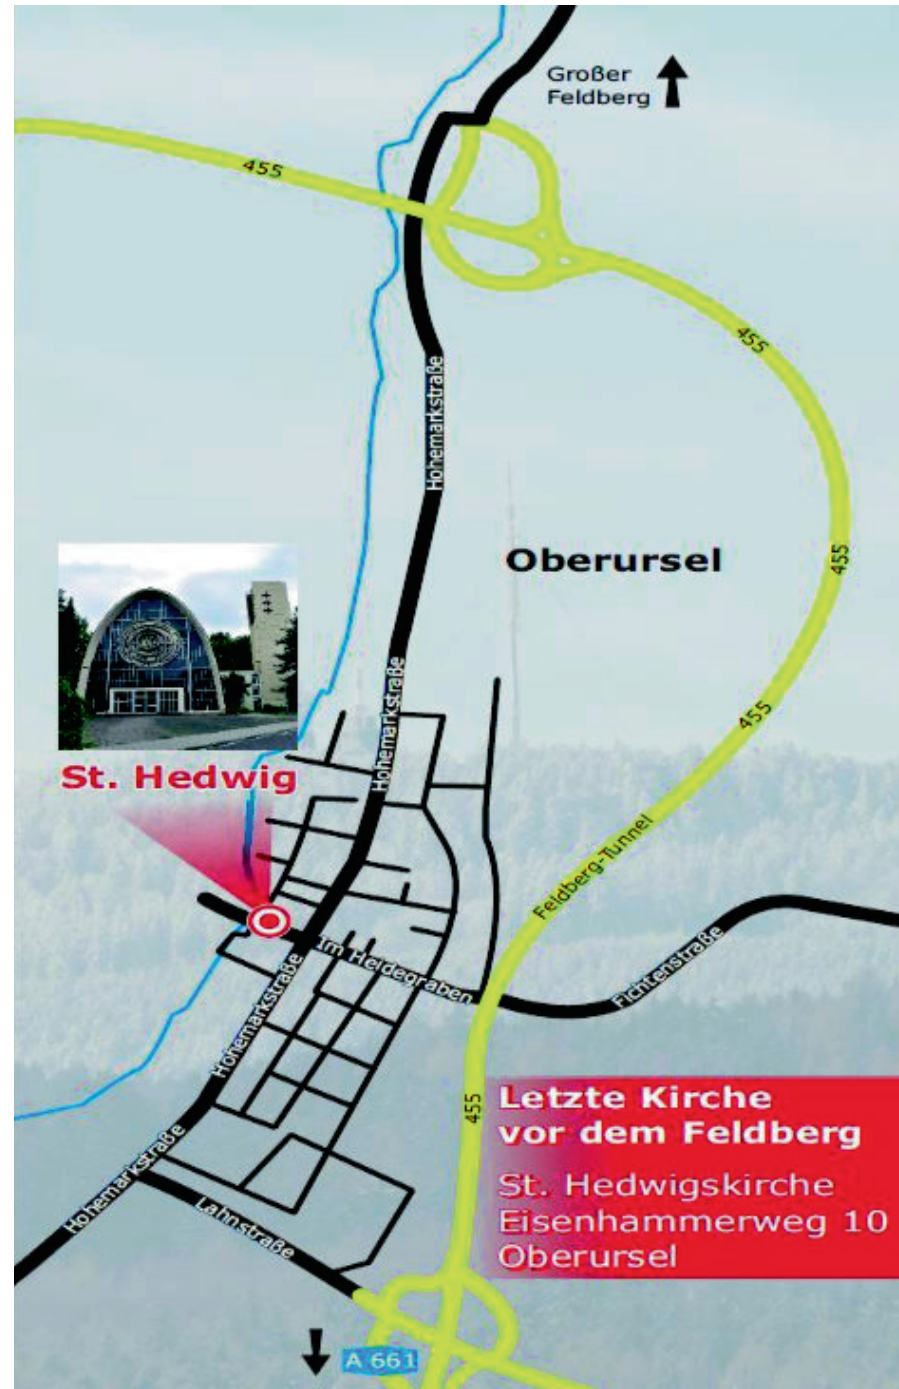 Großer
Feldberg
455
455
Hohemarkstraße
Oberursel
455
Hohemarkstraße
455
St. Hedwig
Feldberg-Tunnel
Im Heidegraben
Fichtenstraße
Hohemarkstraße
455
Letzte Kirche
vor dem Feldberg
Hohemarkstraße
St. Hedwigskirche
Eisenhammerweg 10
Oberursel
Lahnstraße
A 661